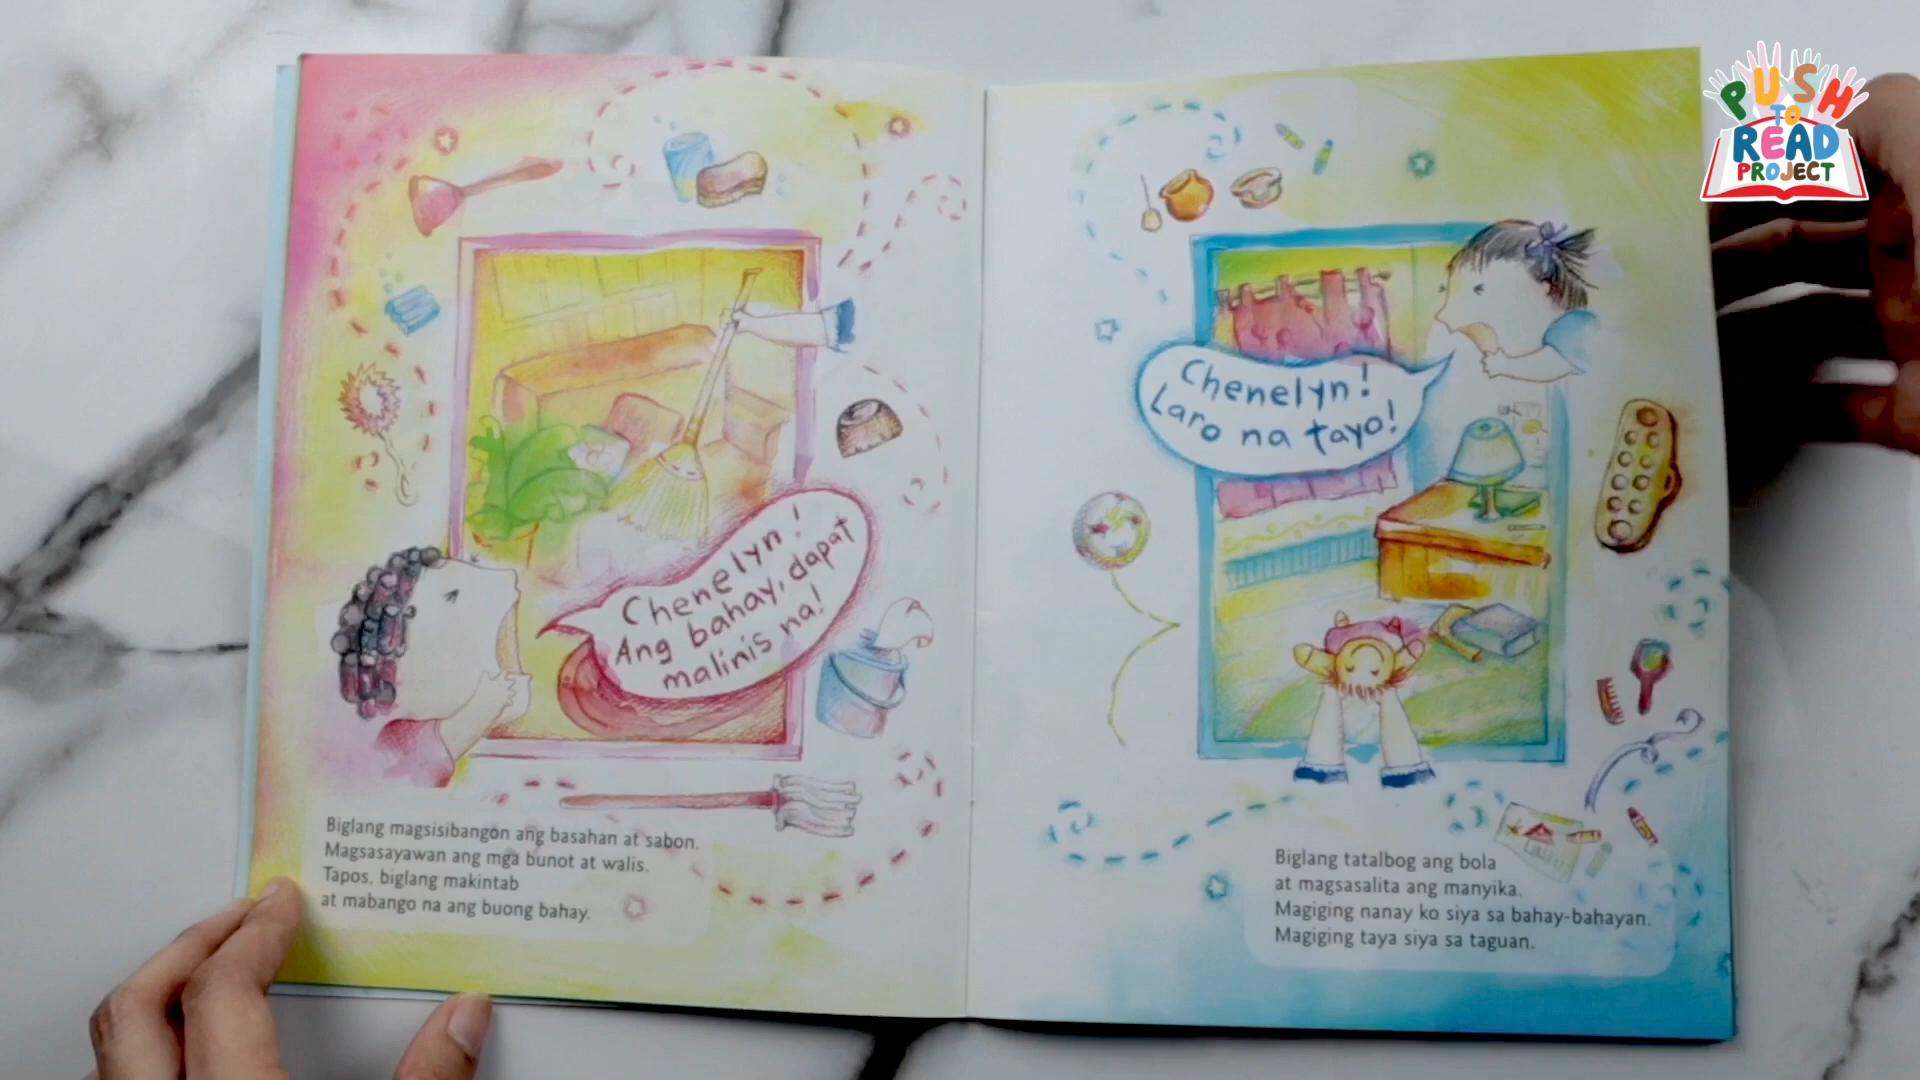 Chenelyn!
Ang bahay, dapat
malinis na!
Biglang magsisibangon ang basahan at sabon.
Magsasayawan ang mga bunot at walis.
Tapos, biglang makintab
at mabango na ang buong bahay.
Chenelyn!
Laro na tayo!
Biglang tatalbog ang bola
at magsasalita ang manyika.
Magiging nanay ko siya sa bahay-bahayan.
Magiging taya siya sa taguan.
PUSH
TO
READ
PROJECT